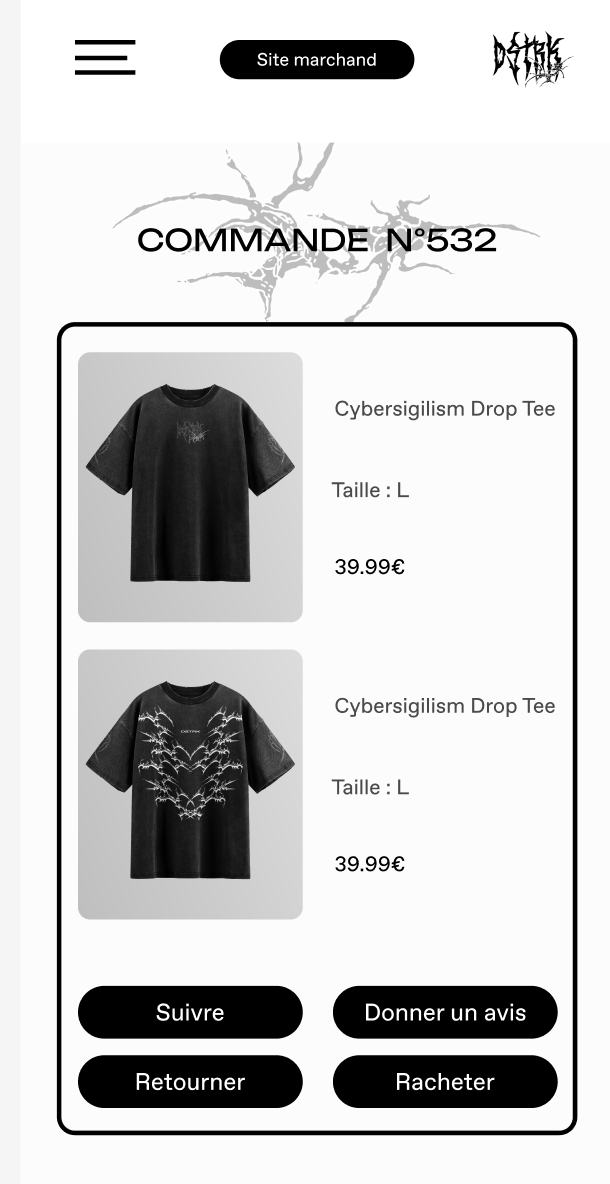 Site marchand
DSTRK
COMMANDE N°532
Cybersigilism Drop Tee
Taille : L
39.99€
DSTRK
Cybersigilism Drop Tee
Taille : L
39.99€
Suivre
Donner un avis
Retourner
Racheter